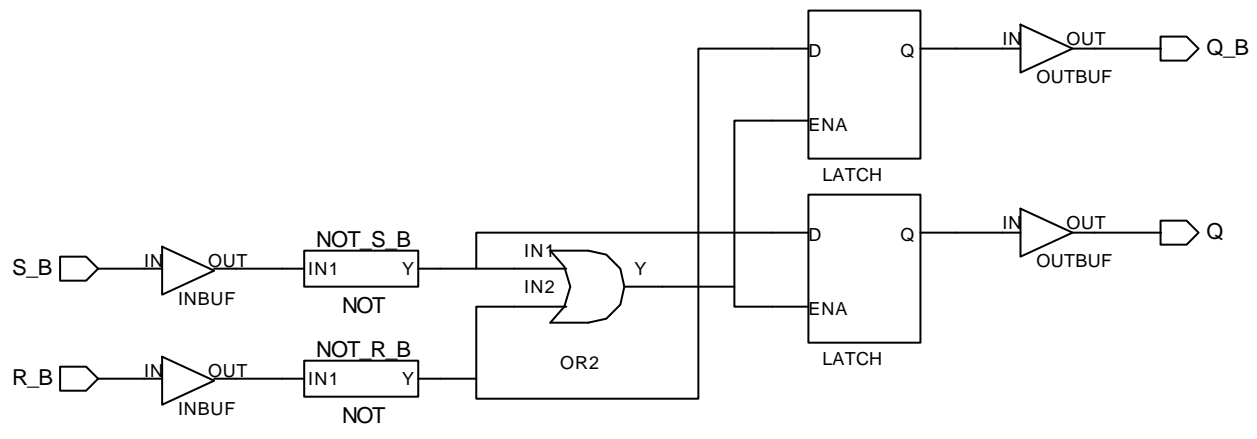 D
Q
IN
OUT
Q_B
OUTBUF
ENA
LATCH
NOT_S_B
IN1
D
Q
IN
OUT
Q
OUTBUF
S_B
IN
OUT
IN1
Y
IN2
Y
INBUF
NOT
ENA
NOT_R_B
OR2
LATCH
R_B
IN
OUT
IN1
Y
INBUF
NOT